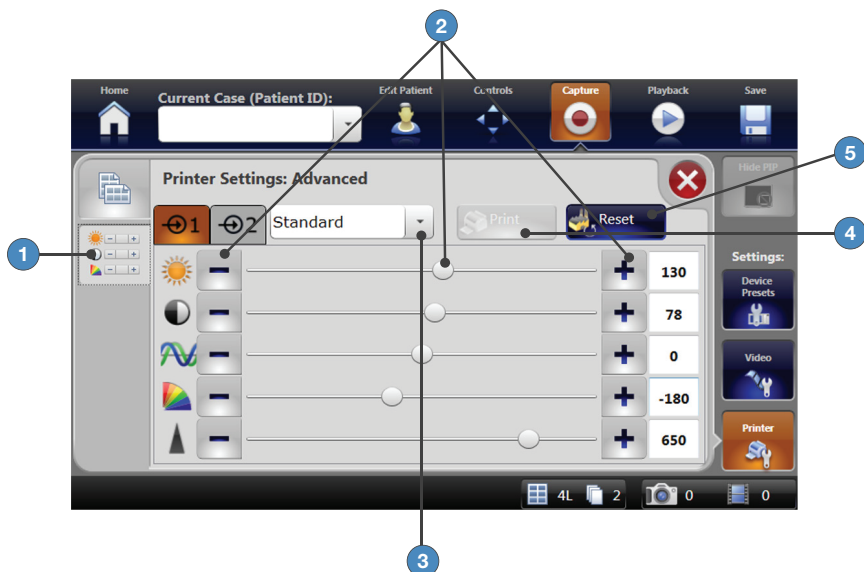 2
Home
Current Case (Patient ID):
Edit Patient
Controls
Capture
Playback
Save
5
Printer Settings: Advanced
Hide PIP
1
2
Standard
Print
Reset
4
1
Settings:
130
Device
Presets
78
0
Video
-180
Printer
650
4L
2
0
0
3